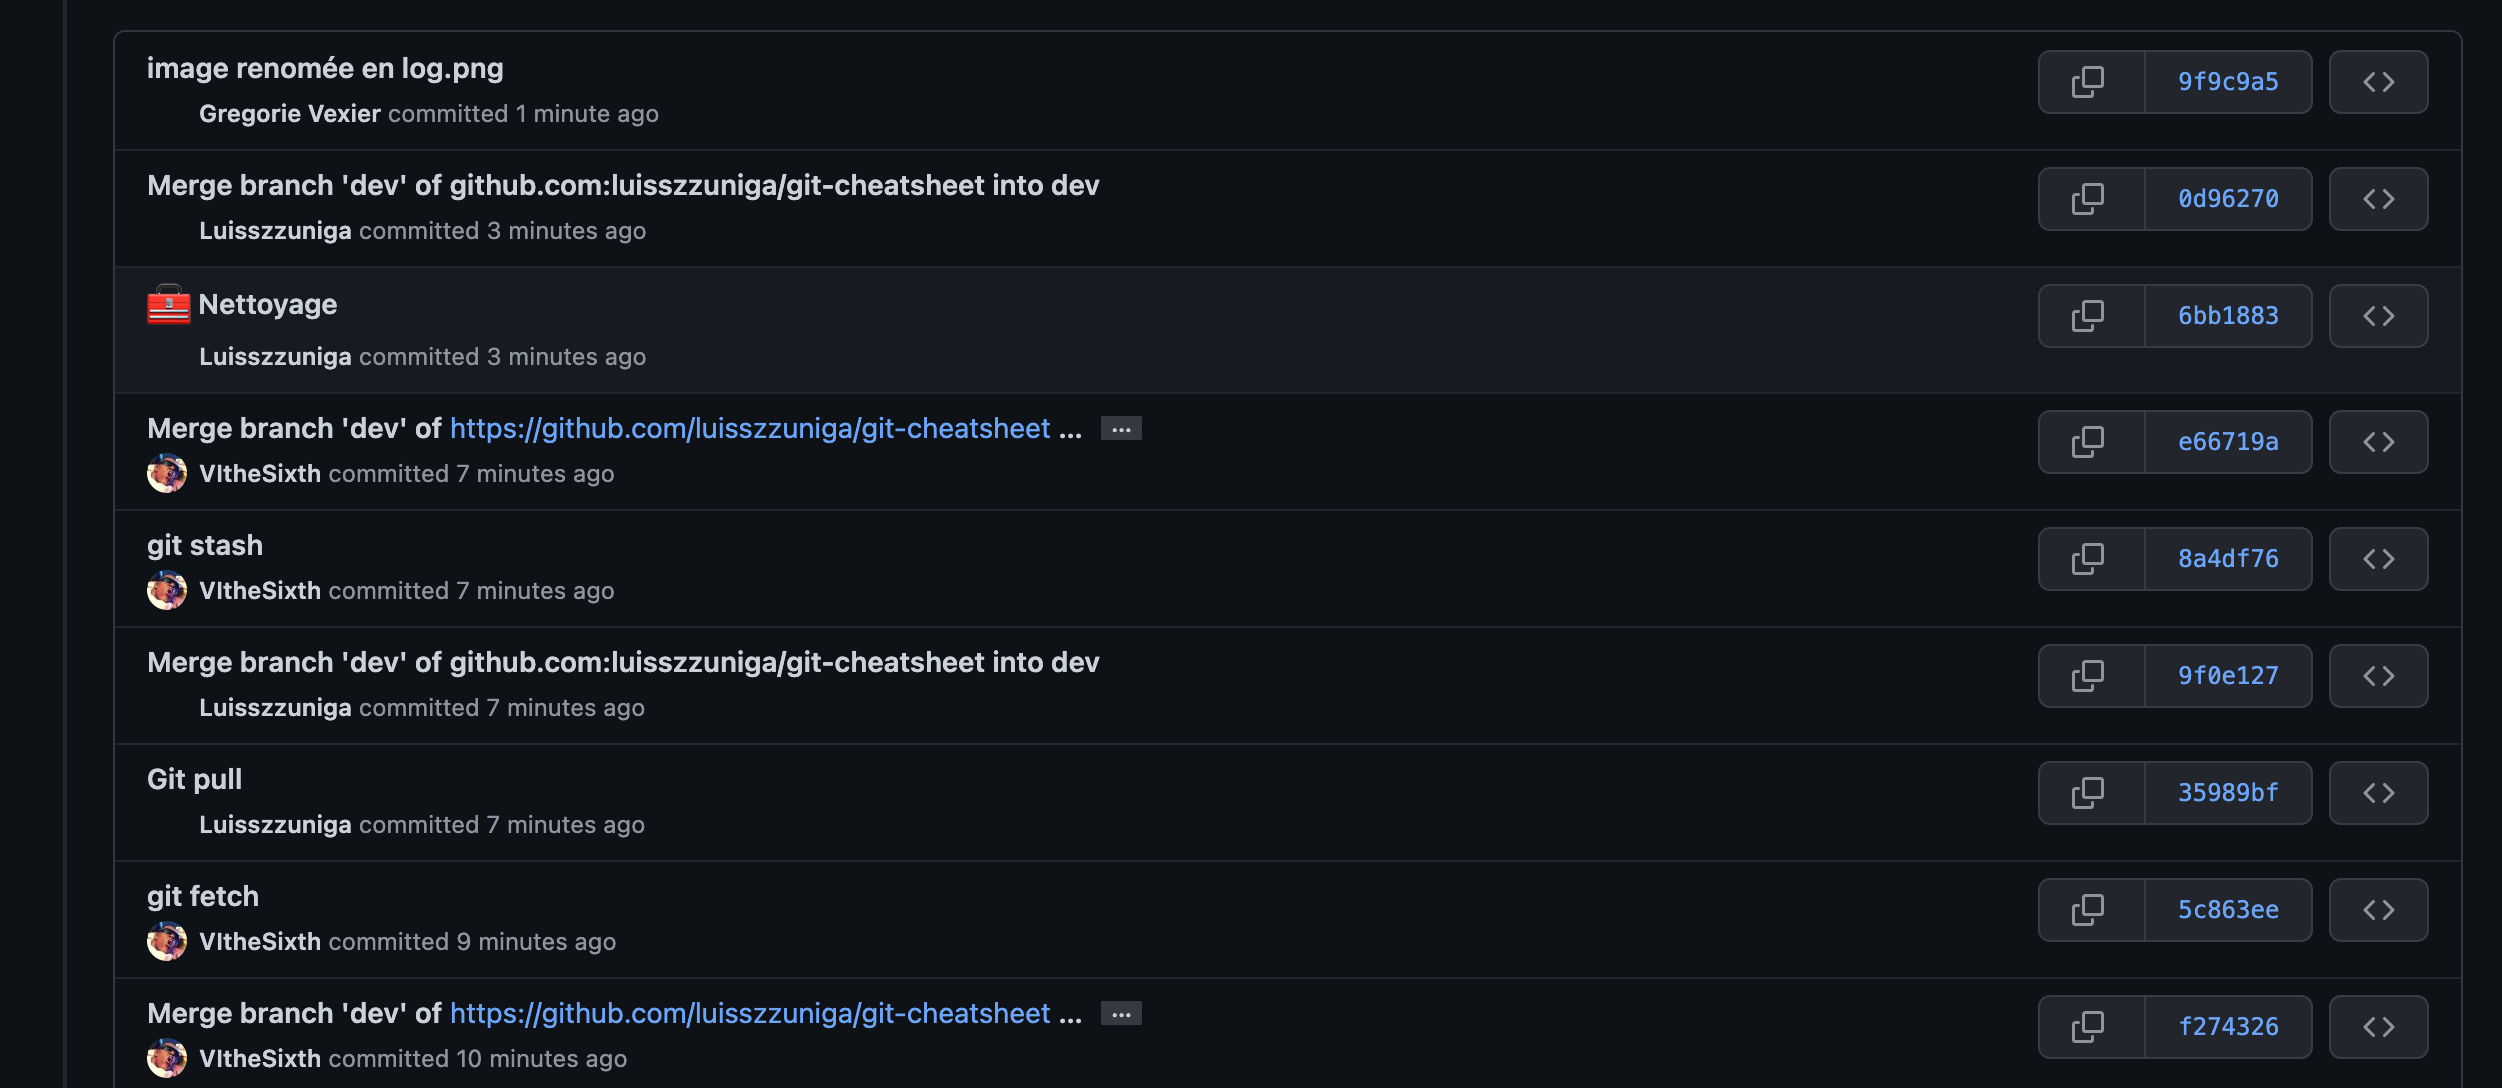 image renomée en log.png
Gregorie Vexier committed 1 minute ago
9f9c9a5
Merge branch 'dev' of github.com:luisszzuniga/git-cheatsheet into dev
Luisszzuniga committed 3 minutes ago
0d96270
🧰 Nettoyage
Luisszzuniga committed 3 minutes ago
6bb1883
Merge branch 'dev' of https://github.com/luisszzuniga/git-cheatsheet ... ...
VItheSixth committed 7 minutes ago
e66719a
git stash
VItheSixth committed 7 minutes ago
8a4df76
Merge branch 'dev' of github.com:luisszzuniga/git-cheatsheet into dev
Luisszzuniga committed 7 minutes ago
9f0e127
Git pull
Luisszzuniga committed 7 minutes ago
35989bf
git fetch
VItheSixth committed 9 minutes ago
5c863ee
Merge branch 'dev' of https://github.com/luisszzuniga/git-cheatsheet ... ...
VItheSixth committed 10 minutes ago
f274326